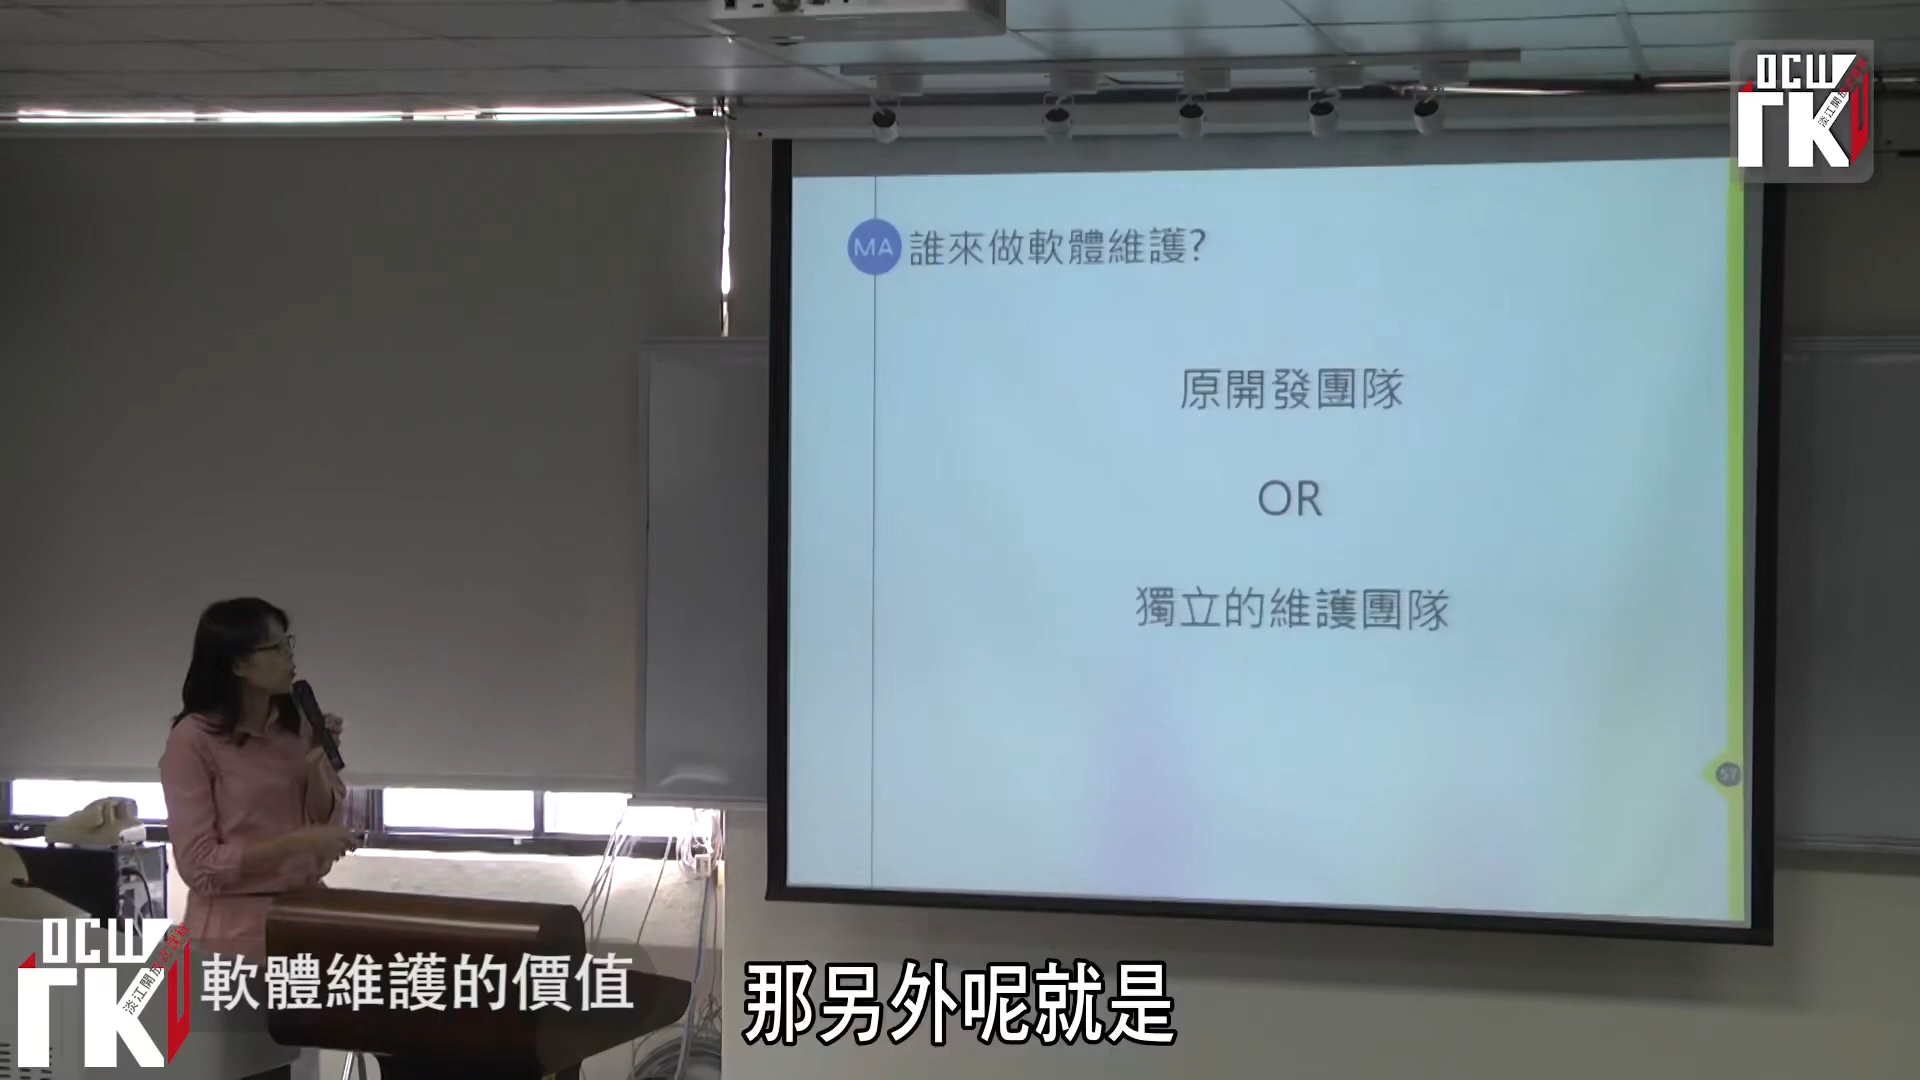 OCW
淡江開放式課程
TKU
MA 誰來做軟體維護?
原開發團隊
OR
獨立的維護團隊
57
OCW
淡江開放式課程
TKU
軟體維護的價值
那另外呢就是